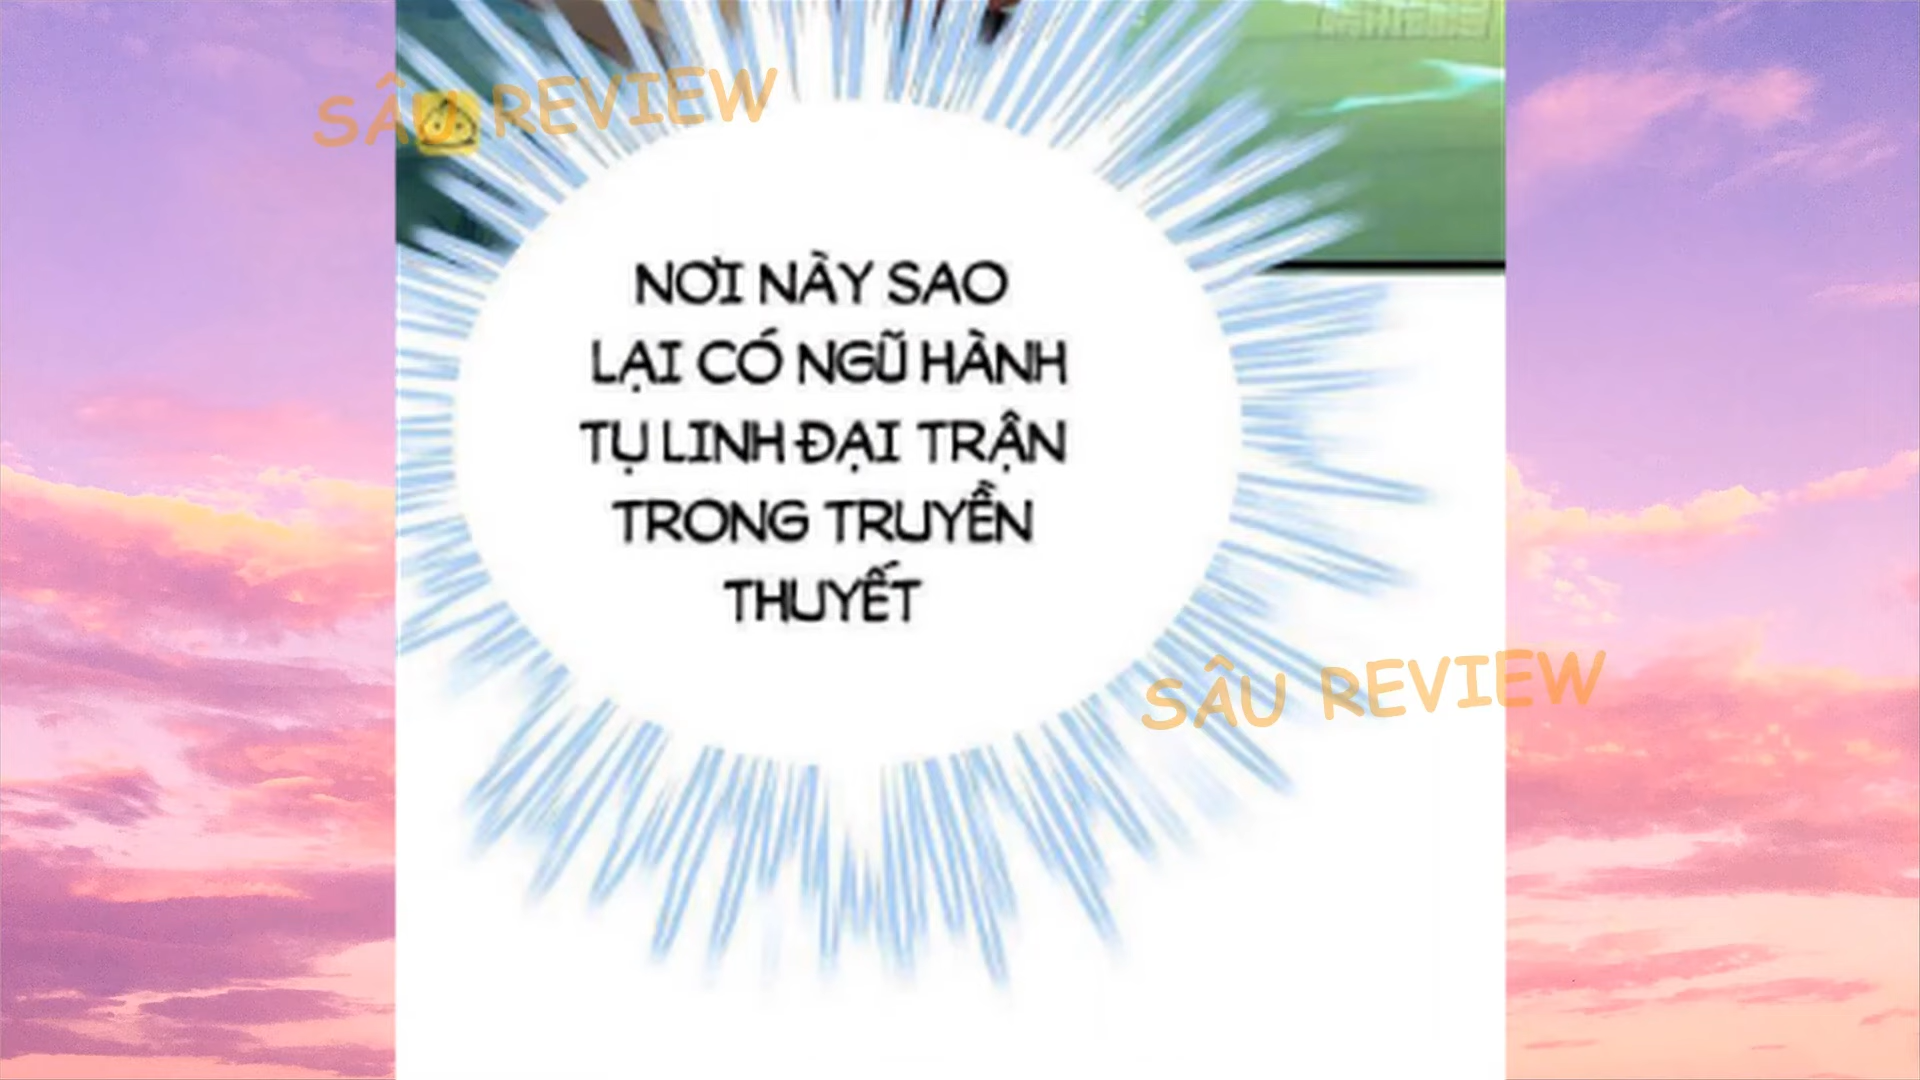 SÂU REVIEW
NƠI NÀY SAO
LẠI CÓ NGŨ HÀNH
TỤ LINH ĐẠI TRẬN
TRONG TRUYỀN
THUYẾT
SÂU REVIEW